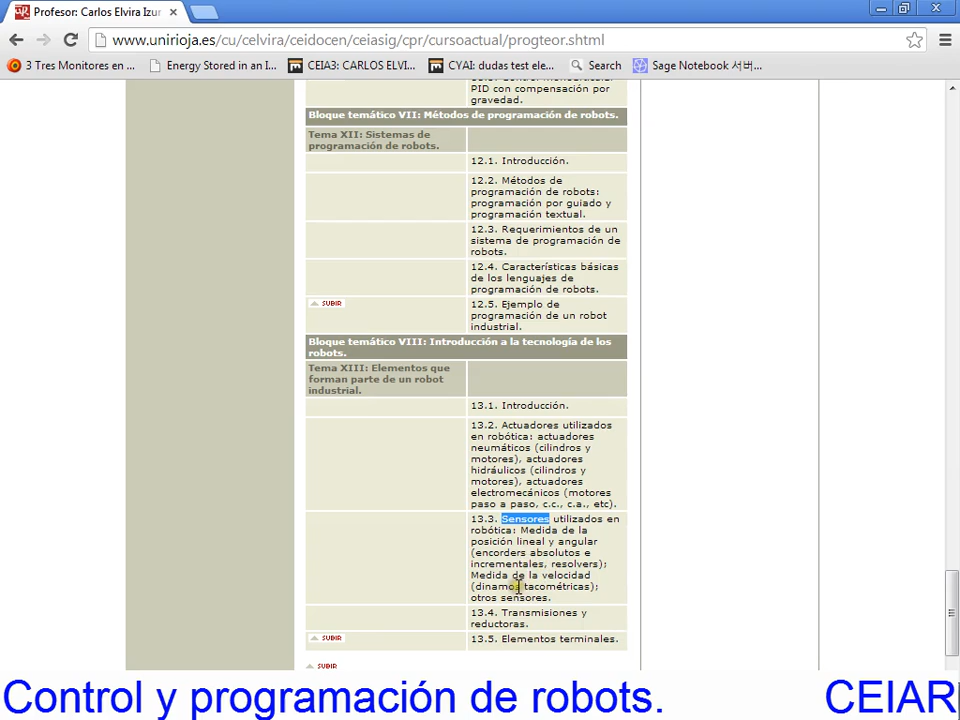 Profesor: Carlos Elvira Izur
www.unirioja.es/cu/celvira/ceidocen/ceiasig/cpr/cursoactual/progteor.shtml
3 Tres Monitores en ... Energy Stored in an I... CEIA3: CARLOS ELVI... CYAI: dudas test ele... Search Sage Notebook 서버...
PID con compensación por
gravedad.
Bloque temático VII: Métodos de programación de robots.
Tema XII: Sistemas de
programación de robots.
12.1. Introducción.
12.2. Métodos de
programación de robots:
programación por guiado y
programación textual.
12.3. Requerimientos de un
sistema de programación de
robots.
12.4. Características básicas
de los lenguajes de
programación de robots.
SUBIR
12.5. Ejemplo de
programación de un robot
industrial.
Bloque temático VIII: Introducción a la tecnología de los
robots.
Tema XIII: Elementos que
forman parte de un robot
industrial.
13.1. Introducción.
13.2. Actuadores utilizados
en robótica: actuadores
neumáticos (cilindros y
motores), actuadores
hidráulicos (cilindros y
motores), actuadores
electromecánicos (motores
paso a paso, c.c., c.a., etc).
13.3. Sensores utilizados en
robótica: Medida de la
posición lineal y angular
(encorders absolutos e
incrementales, resolvers);
Medida de la velocidad
(dinamos tacométricas);
otros sensores.
13.4. Transmisiones y
reductoras.
SUBIR
13.5. Elementos terminales.
SUBIR
Control y programación de robots. CEIAR